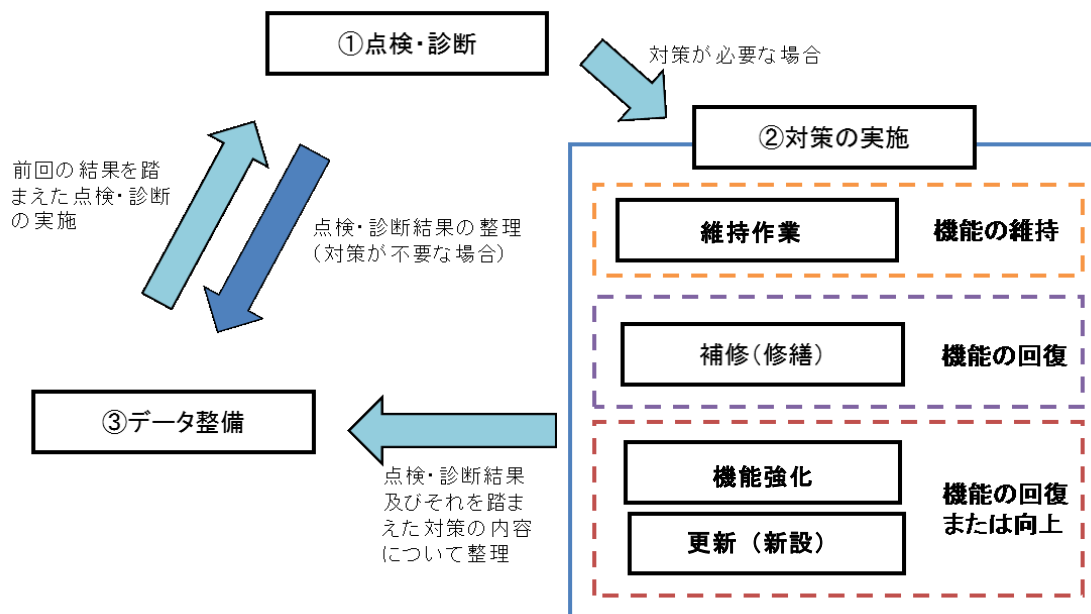 ①点検・診断
対策が必要な場合
②対策の実施
前回の結果を踏
まえた点検・診断
の実施
点検・診断結果の整理
(対策が不要な場合)
維持作業
機能の維持
補修(修繕)
機能の回復
③データ整備
点検・診断結果
及びそれを踏ま
えた対策の内容
について整理
機能強化
更新（新設）
機能の回復
または向上